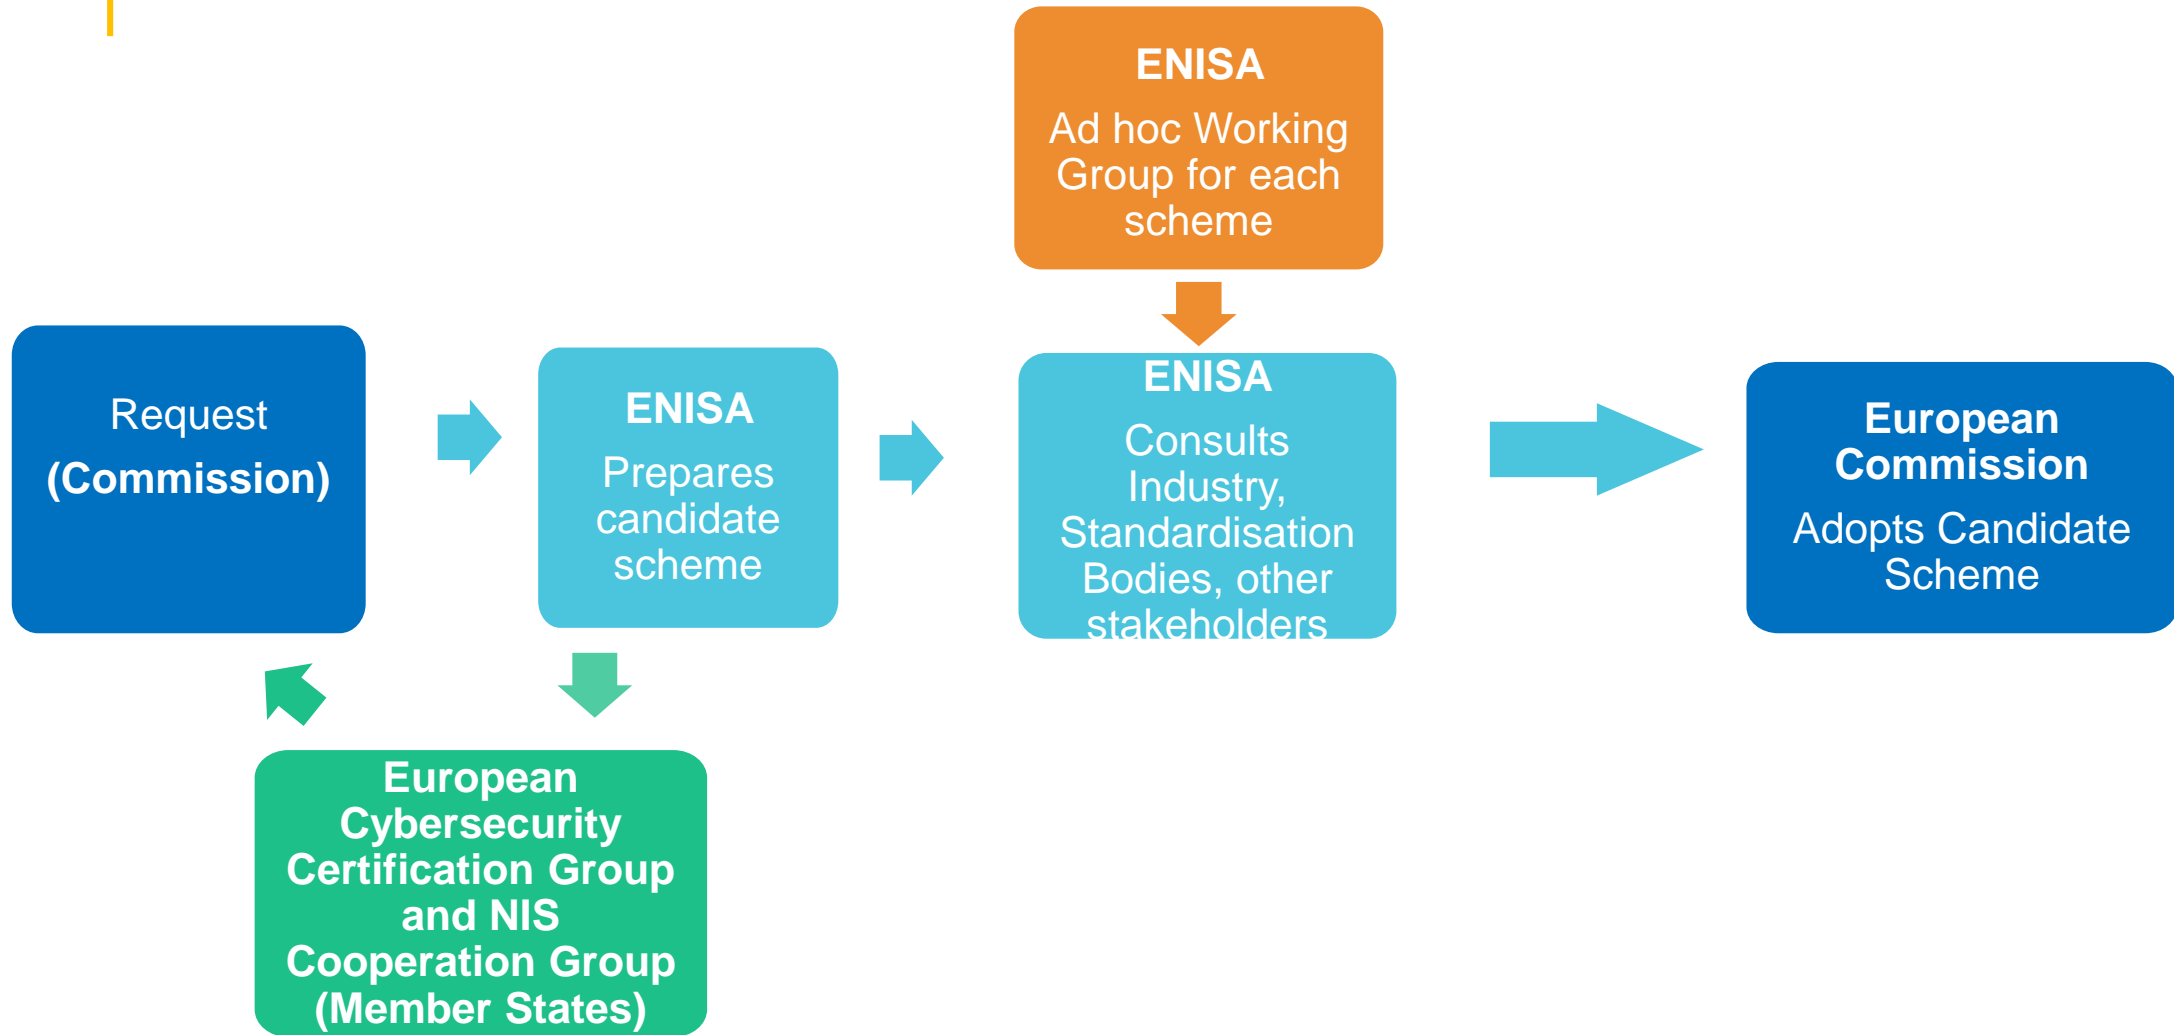 ENISA
Ad hoc Working
Group for each
scheme
Request
(Commission)
ENISA
Prepares
candidate
scheme
ENISA
Consults
Industry,
Standardisation
Bodies, other
stakeholders
European
Commission
Adopts Candidate
Scheme
European
Cybersecurity
Certification Group
and NIS
Cooperation Group
(Member States)